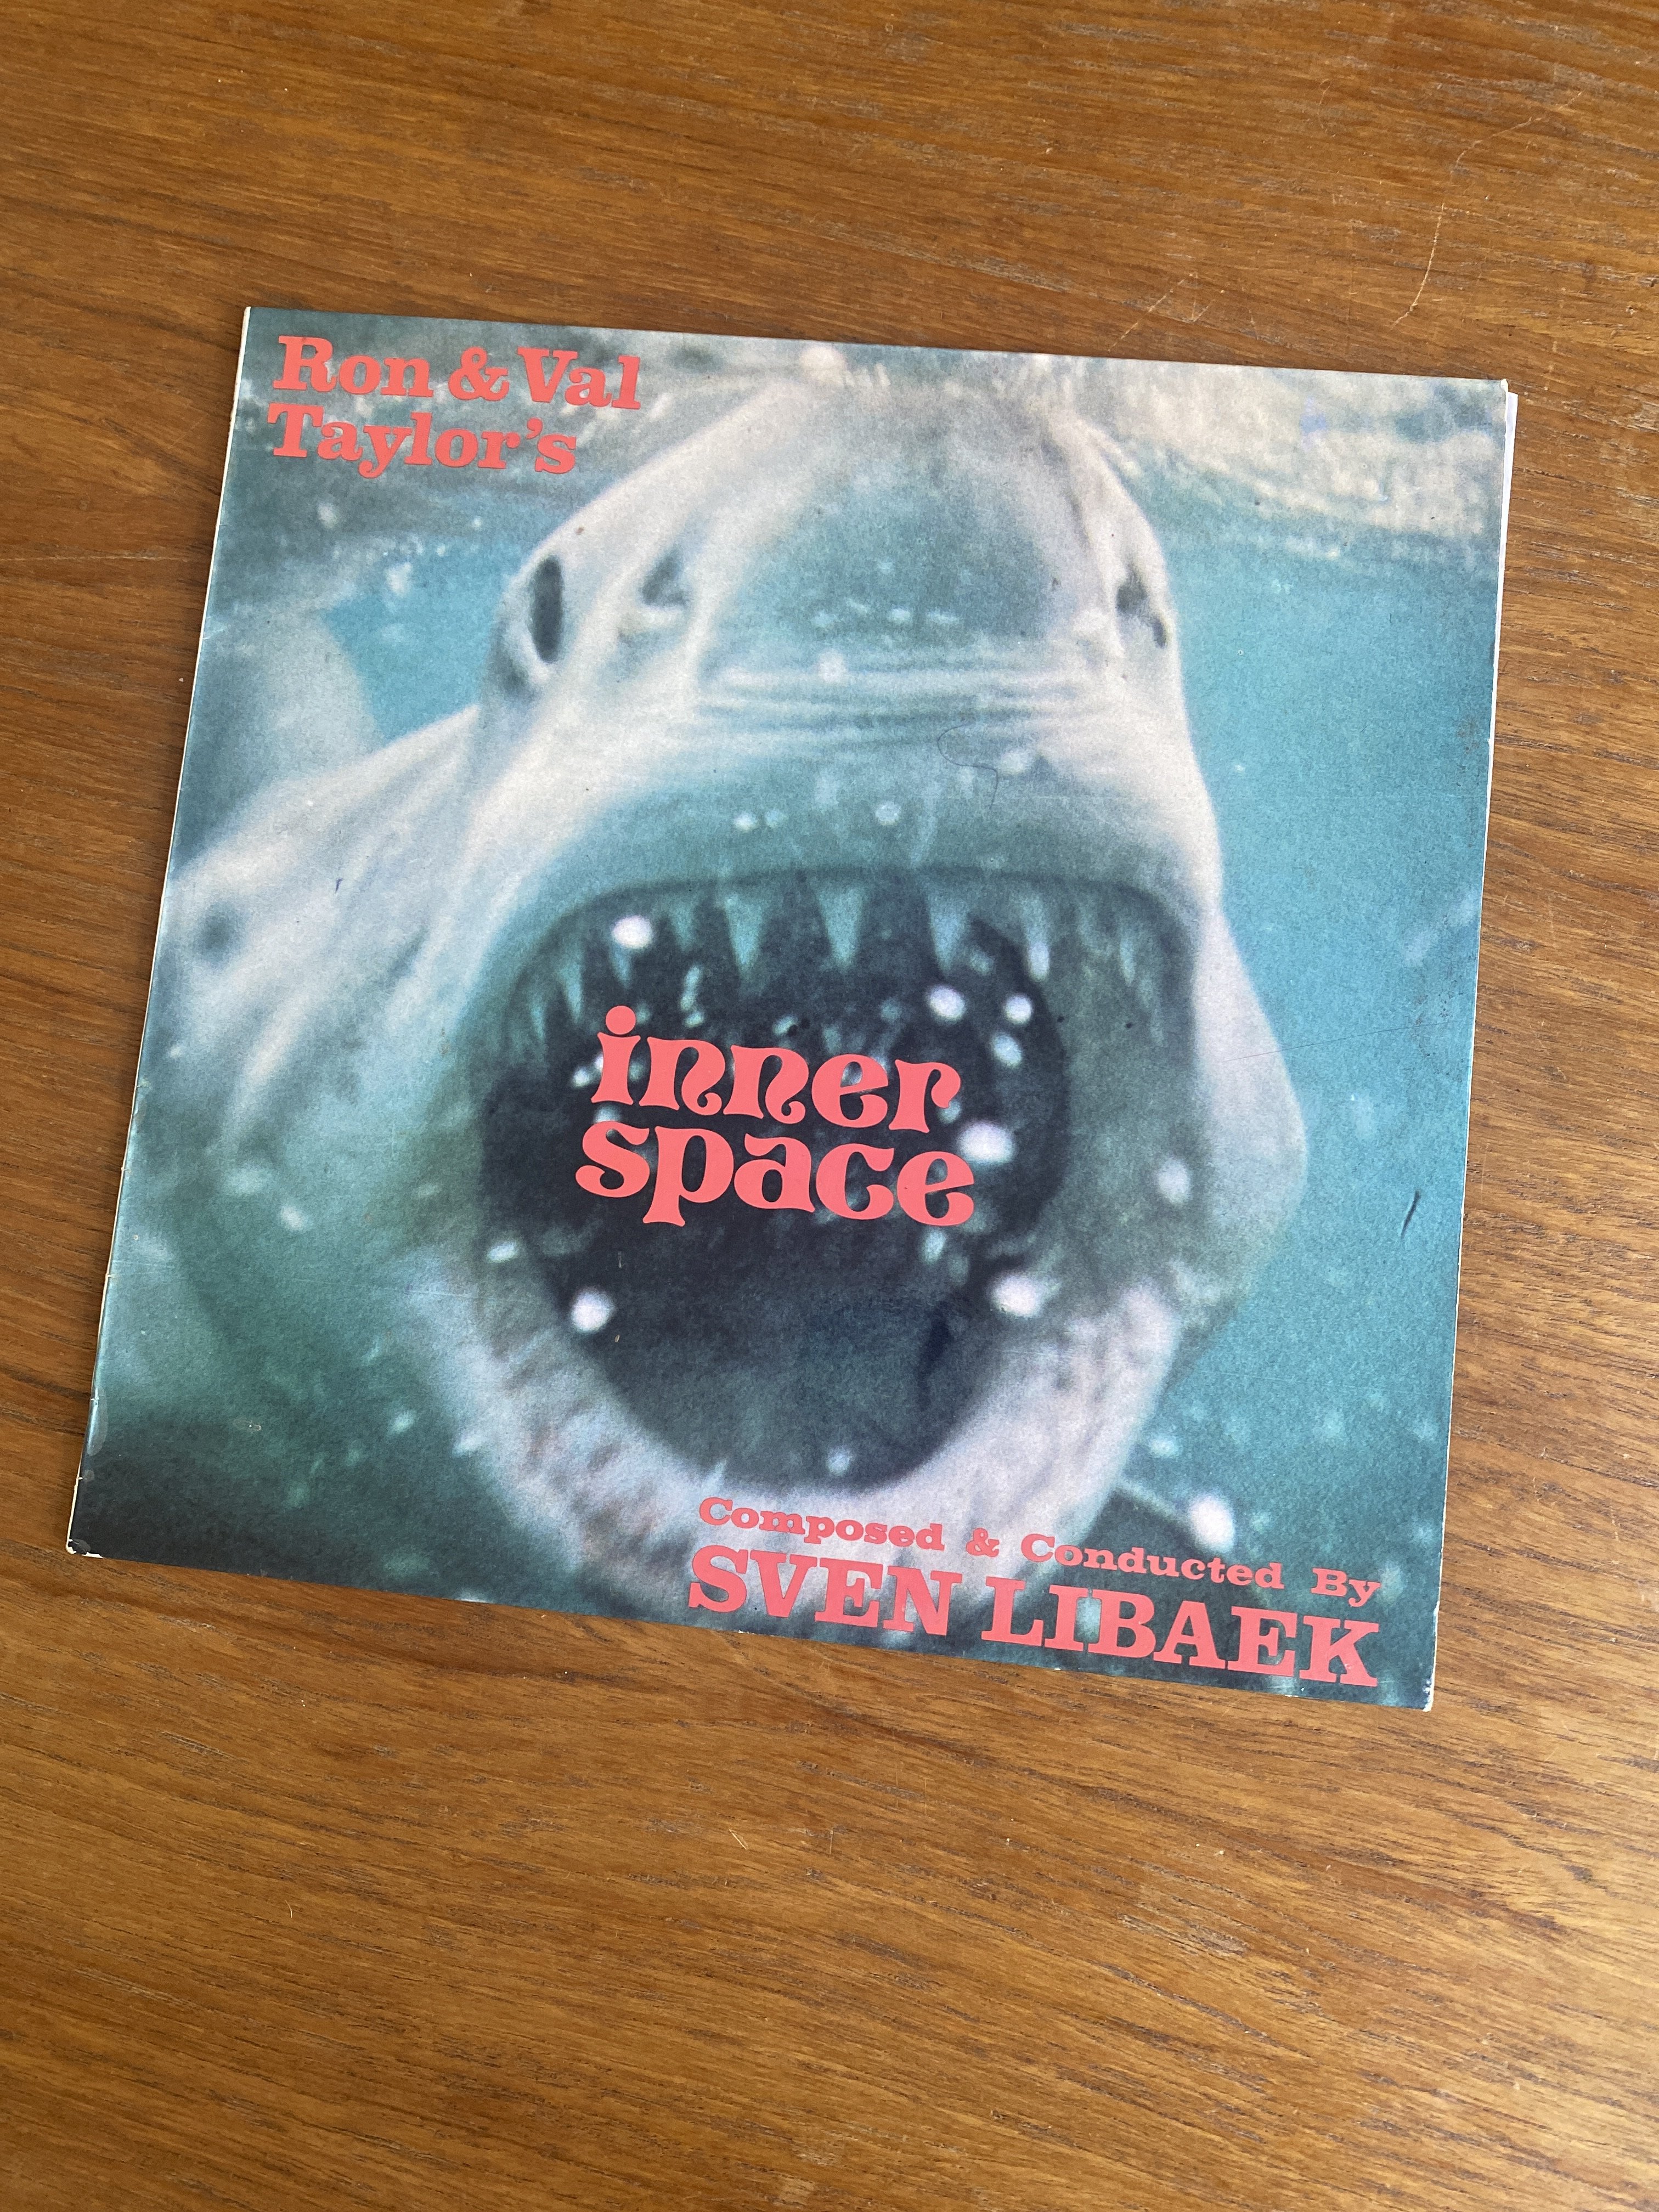 Ron & Val
Taylor's
inner
space
Composed & Conducted By
SVEN LIBAEK